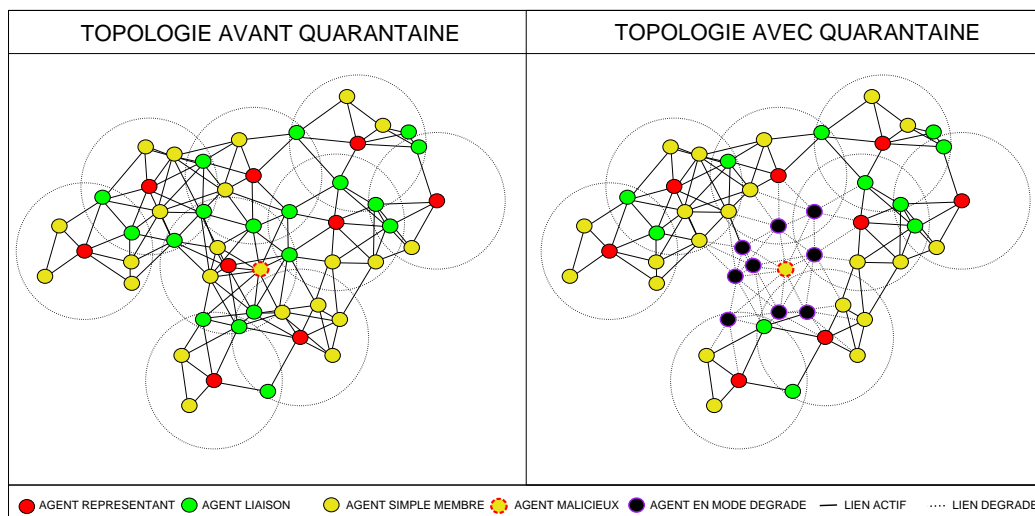 TOPOLOGIE AVANT QUARANTAINE
TOPOLOGIE AVEC QUARANTAINE
AGENT REPRESENTANT AGENT LIAISON AGENT SIMPLE MEMBRE AGENT MALICIEUX AGENT EN MODE DEGRADE LIEN ACTIF LIEN DEGRADE